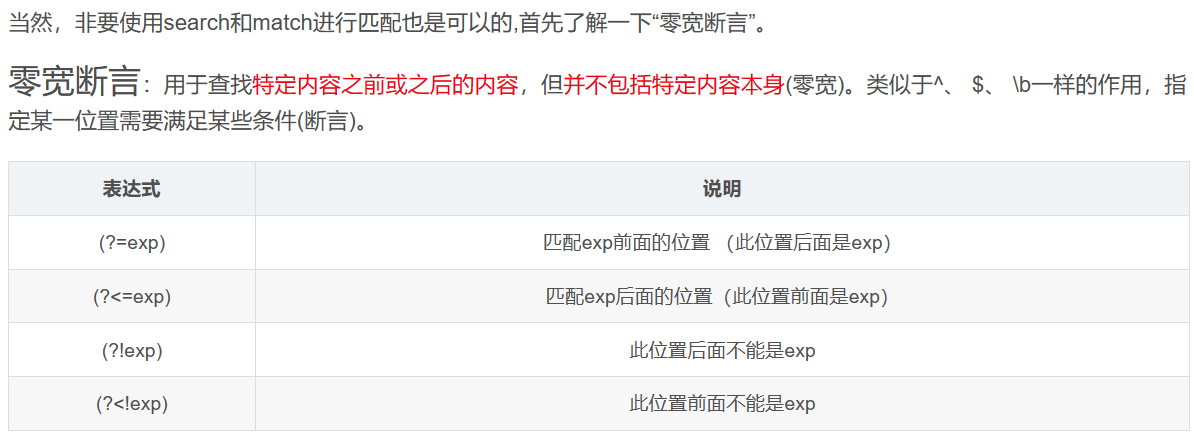 当然，非要使用search和match进行匹配也是可以的,首先了解一下“零宽断言”。
零宽断言：用于查找特定内容之前或之后的内容，但并不包括特定内容本身(零宽)。类似于^、 $、 \b一样的作用，指
定某一位置需要满足某些条件(断言)。
表达式 说明
(?=exp) 匹配exp前面的位置 （此位置后面是exp）
(?<=exp) 匹配exp后面的位置（此位置前面是exp）
(?!exp) 此位置后面不能是exp
(?<!exp) 此位置前面不能是exp